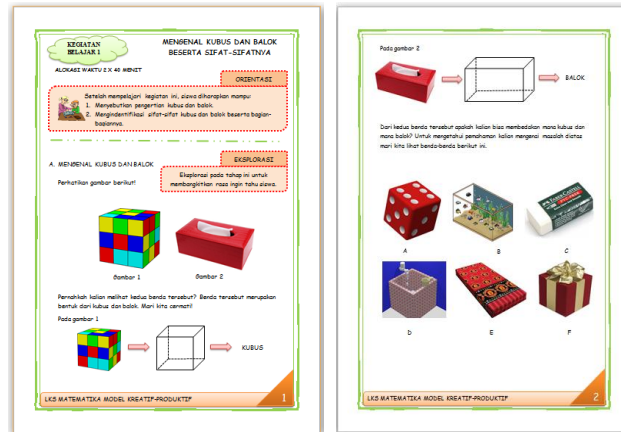 KEGIATAN
BELAJAR 1
MENGENAL KUBUS DAN BALOK
BESERTA SIFAT-SIFATNYA
ALOKASI WAKTU 2 X 40 MENIT
ORIENTASI
Setelah mempelajari kegiatan ini, siswa diharapkan mampu:
1. Menyebutkan pengertian kubus dan balok.
2. Mengindentifikasi sifat-sifat kubus dan balok beserta bagian-
bagiannya.
A. MENGENAL KUBUS DAN BALOK
EKSPLORASI
Eksplorasi pada tahap ini untuk
membangkitkan rasa ingin tahu siswa.
Perhatikan gambar berikut!
Gambar 1
Gambar 2
Pernahkah kalian melihat kedua benda tersebut? Benda tersebut merupakan
bentuk dari kubus dan balok. Mari kita cermati!
Pada gambar 1
KUBUS
LKS MATEMATIKA MODEL KREATIF-PRODUKTIF
1
Pada gambar 2
BALOK
Dari kedua benda tersebut apakah kalian bisa membedakan mana kubus dan
mana balok? Untuk mengetahui pemahaman kalian mengenai masalah diatas
mari kita lihat benda-benda berikut ini.
A
B
C
D
E
F
LKS MATEMATIKA MODEL KREATIF-PRODUKTIF
2